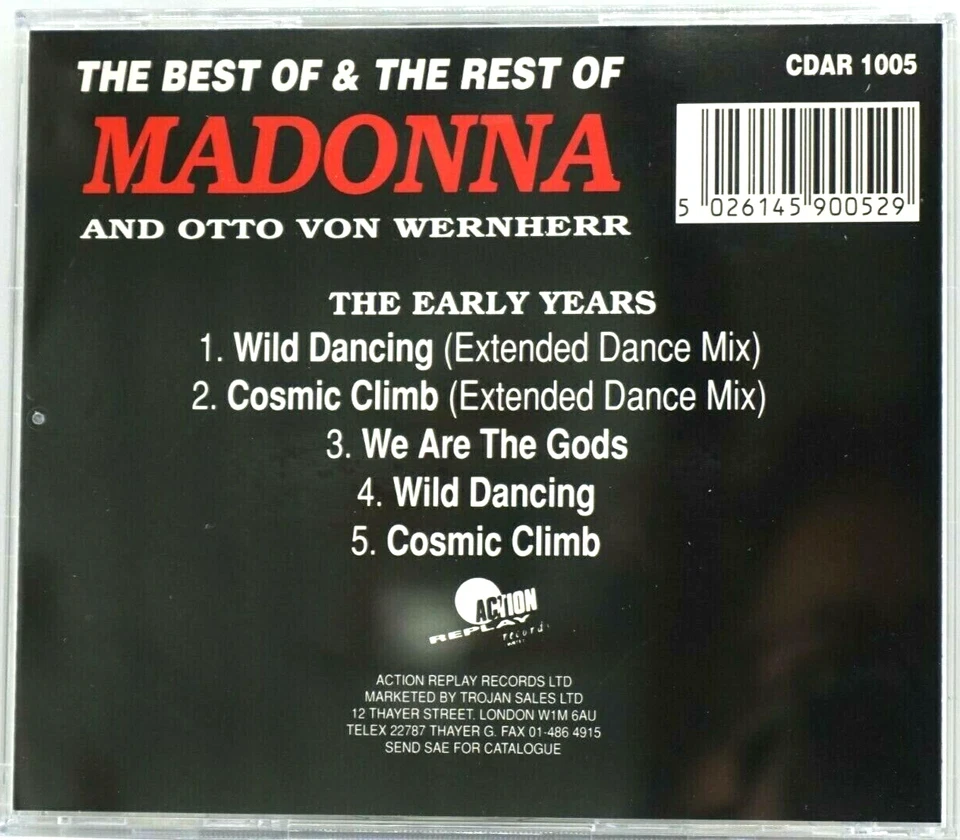 THE BEST OF & THE REST OF
CDAR 1005
MADONNA
AND OTTO VON WERNHERR
5 026145 900529
THE EARLY YEARS
1. Wild Dancing (Extended Dance Mix)
2. Cosmic Climb (Extended Dance Mix)
3. We Are The Gods
4. Wild Dancing
5. Cosmic Climb
ACTION
REPLAY
records
ACTION REPLAY RECORDS LTD
MARKETED BY TROJAN SALES LTD
12 THAYER STREET. LONDON W1M 6AU
TELEX 22787 THAYER G. FAX 01-486 4915
SEND SAE FOR CATALOGUE